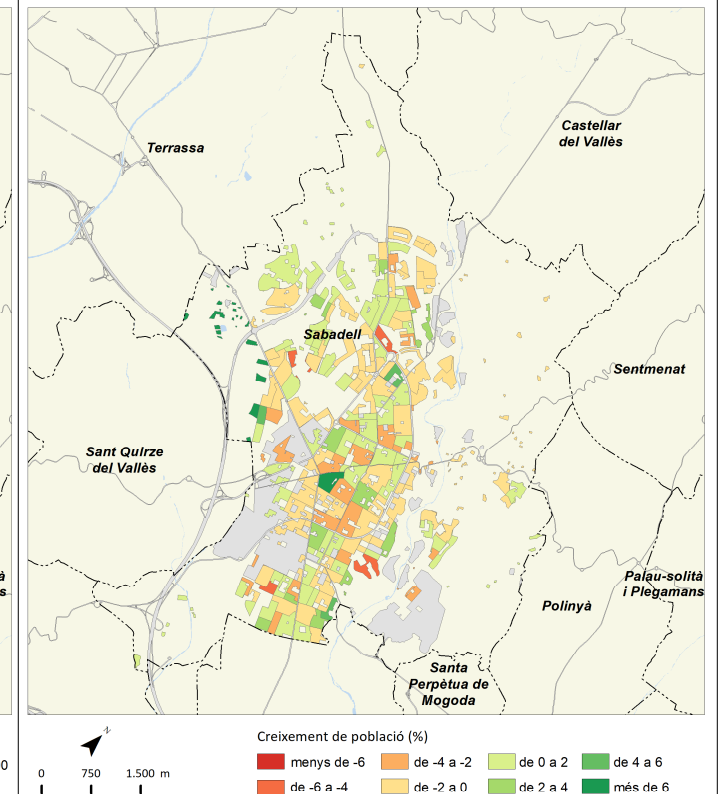 Castellar
del Vallès
Terrassa
Sabadell
Sentmenat
Sant Quirze
del Vallès
à
s
Palau-solità
i Plegamans
Polinyà
Santa
Perpètua de
Mogoda
N
Creixement de població (%)
0
0 750 1.500 m
menys de -6
de -4 a -2
de 0 a 2
de 4 a 6
de -6 a -4
de -2 a 0
de 2 a 4
més de 6